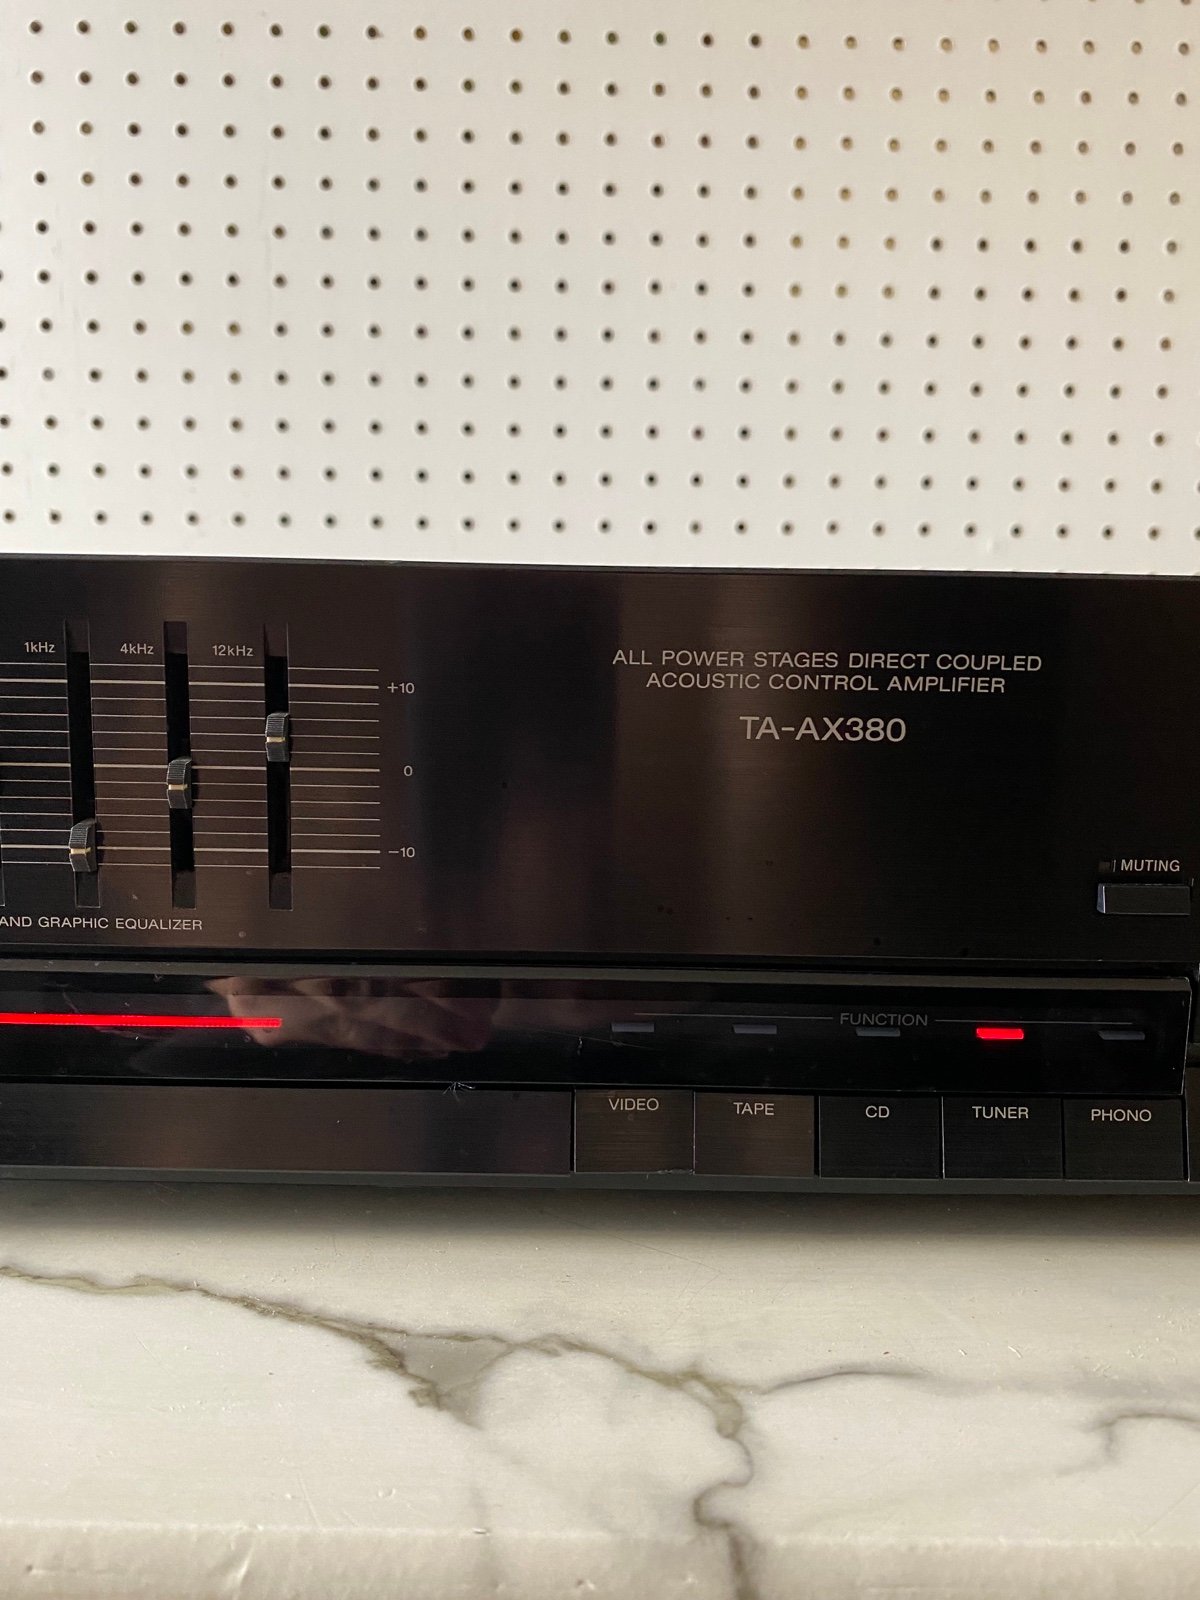 1kHz 4kHz 12kHz
+10
0
−10
AND GRAPHIC EQUALIZER
ALL POWER STAGES DIRECT COUPLED
ACOUSTIC CONTROL AMPLIFIER
TA-AX380
MUTING
FUNCTION
VIDEO TAPE CD TUNER PHONO